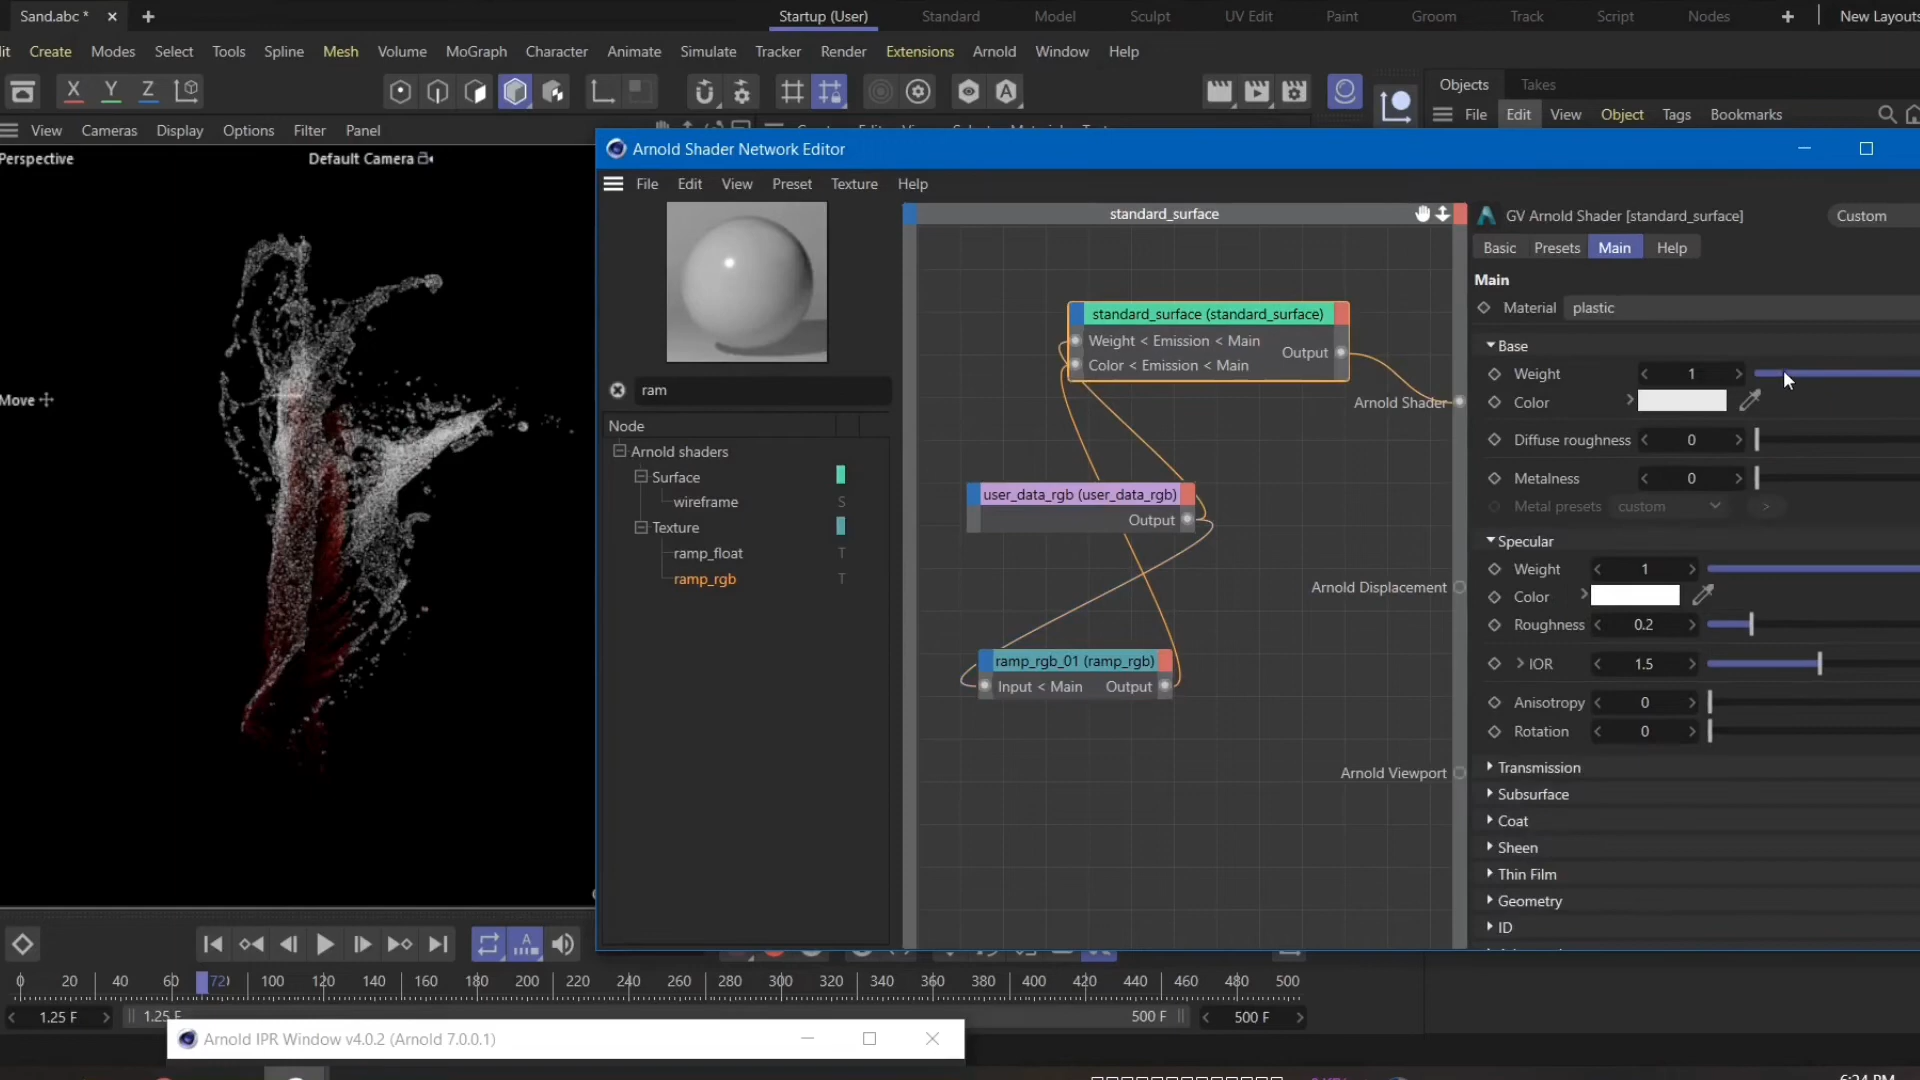 Sand.abc *
Startup (User) Standard Model Sculpt UV Edit Paint Groom Track Script Nodes New Layouts
it Create Modes Select Tools Spline Mesh Volume MoGraph Character Animate Simulate Tracker Render Extensions Arnold Window Help
X Y Z
Objects Takes
File Edit View Object Tags Bookmarks
View Cameras Display Options Filter Panel
Perspective Default Camera
Move
Arnold Shader Network Editor
File Edit View Preset Texture Help
ram
Node
Arnold shaders
Surface
wireframe S
Texture
ramp_float T
ramp_rgb T
standard_surface
standard_surface (standard_surface)
Weight < Emission < Main
Output
Color < Emission < Main
Arnold Shader
user_data_rgb (user_data_rgb)
Output
Arnold Displacement
ramp_rgb_01 (ramp_rgb)
Input < Main Output
Arnold Viewport
GV Arnold Shader [standard_surface] Custom
Basic Presets Main Help
Main
Material plastic
Base
Weight 1
Color
Diffuse roughness 0
Metalness 0
Metal presets custom >
Specular
Weight 1
Color
Roughness 0.2
IOR 1.5
Anisotropy 0
Rotation 0
Transmission
Subsurface
Coat
Sheen
Thin Film
Geometry
ID
0 20 40 60 72 100 120 140 160 180 200 220 240 260 280 300 320 340 360 380 400 420 440 460 480 500
1.25 F 1.25 F 500 F 500 F
Arnold IPR Window v4.0.2 (Arnold 7.0.0.1)
6:24 PM